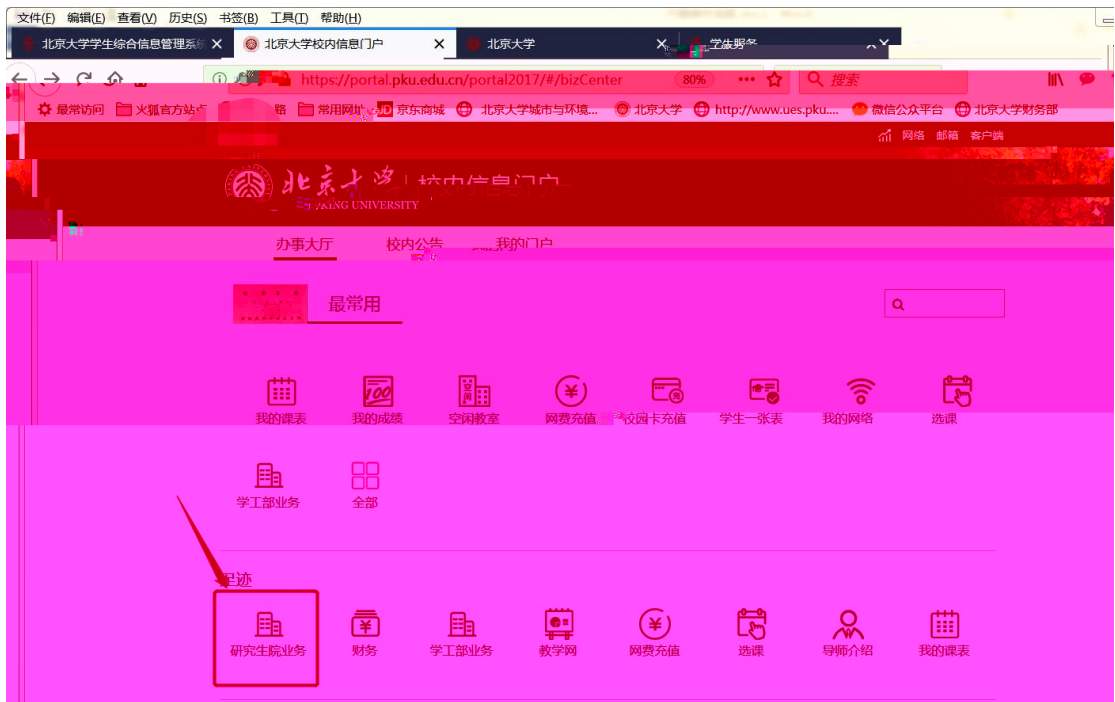 文件(F) 编辑(E) 查看(V) 历史(S) 书签(B) 工具(T) 帮助(H)
北京大学学生综合信息管理系统 × 北京大学校内信息门户 × 北京大学 ×
https://portal.pku.edu.cn/portal2017/#/bizCenter 80% ••• 搜索
最常访问 火狐官方站点 常用网址 JD 京东商城 北京大学城市与环境... 北京大学 http://www.ues.pku.... 微信公众平台 北京大学财务部
网络 邮箱 客户端
北京大学 校内信息门户
KING UNIVERSITY
办事大厅 校内公告 我的门户
最常用
我的课表 我的成绩 空闲教室 网费充值 校园卡充值 学生一张表 我的网络 选课
学工部业务 全部
足迹
研究生院业务 财务 学工部业务 教学网 网费充值 选课 导师介绍 我的课表